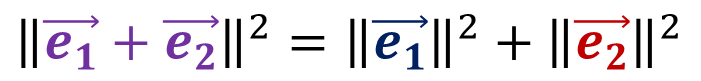 ‖e₁⃗ + e₂⃗‖² = ‖e₁⃗‖² + ‖e₂⃗‖²